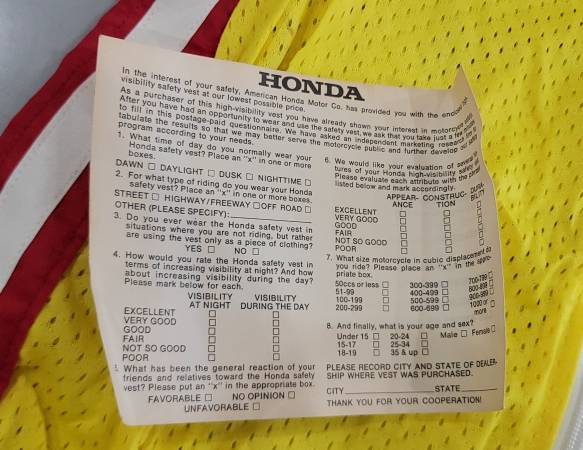 HONDA
In the interest of your safety, American Honda Motor Co. has provided you with the enclosed
visibility safety vest at our lowest possible price.
As a purchaser of this high-visibility vest you have already shown your interest in motorcycle
After you have had an opportunity to wear and use the safety vest, we ask that you take just a few
to fill in this postage-paid questionnaire. We have asked an independent marketing research
tabulate the results so that we may better serve the motorcycle public and further develop our
program according to your needs.
1. What time of day do you normally wear your
Honda safety vest? Place an "x" in one or more
boxes.
DAWN □ DAYLIGHT □ DUSK □ NIGHTTIME □
2. For what type of riding do you wear your Honda
safety vest? Place an "x" in one or more boxes.
STREET □ HIGHWAY/FREEWAY □ OFF ROAD □
OTHER (PLEASE SPECIFY):
3. Do you ever wear the Honda safety vest in
situations where you are not riding, but rather
are using the vest only as a piece of clothing?
YES □ NO □
4. How would you rate the Honda safety vest in
terms of increasing visibility at night? And how
about increasing visibility during the day?
Please mark below for each.
VISIBILITY VISIBILITY
AT NIGHT DURING THE DAY
EXCELLENT □ □
VERY GOOD □ □
GOOD □ □
FAIR □ □
NOT SO GOOD □ □
POOR □ □
What has been the general reaction of your
friends and relatives toward the Honda safety
vest? Please put an "x" in the appropriate box.
FAVORABLE □ NO OPINION □
UNFAVORABLE □
6. We would like your evaluation of several
tures of your Honda high-visibility safety
Please evaluate each attribute with the
listed below and mark accordingly.
APPEAR- CONSTRUC- DURA-
ANCE TION BILITY
EXCELLENT □ □ □
VERY GOOD □ □ □
GOOD □ □ □
FAIR □ □ □
NOT SO GOOD □ □ □
POOR □ □ □
7. What size motorcycle in cubic displacement do
you ride? Please place an "x" in the appro-
priate box.
50ccs or less □ 300-399 □ 700-799 □
51-99 □ 400-499 □ 800-899 □
100-199 □ 500-599 □ 900-999 □
200-299 □ 600-699 □ 1000 or □
more
8. And finally, what is your age and sex?
Under 15 □ 20-24 □ Male □ Female □
15-17 □ 25-34 □
18-19 □ 35 & up □
PLEASE RECORD CITY AND STATE OF DEALER-
SHIP WHERE VEST WAS PURCHASED.
CITY STATE
THANK YOU FOR YOUR COOPERATION!